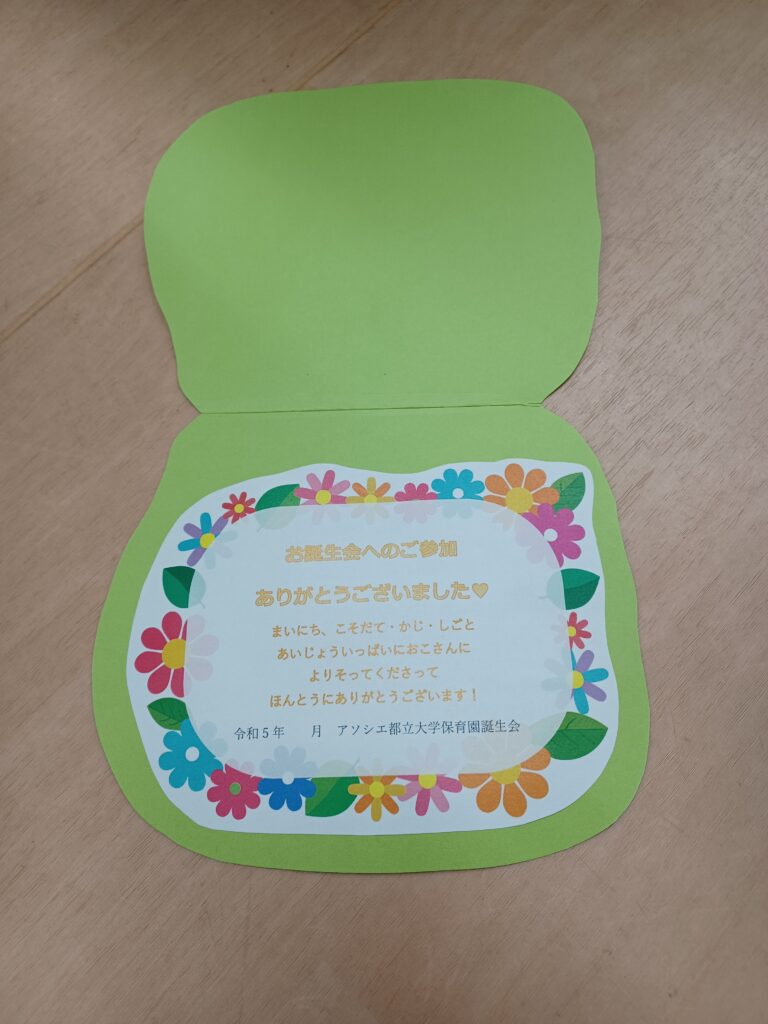 お誕生会へのご参加
ありがとうございました♥
まいにち、こそだて・かじ・しごと
あいじょういっぱいにおこさんに
よりそってくださって
ほんとうにありがとうございます！
令和５年　　月　アソシエ都立大学保育園誕生会